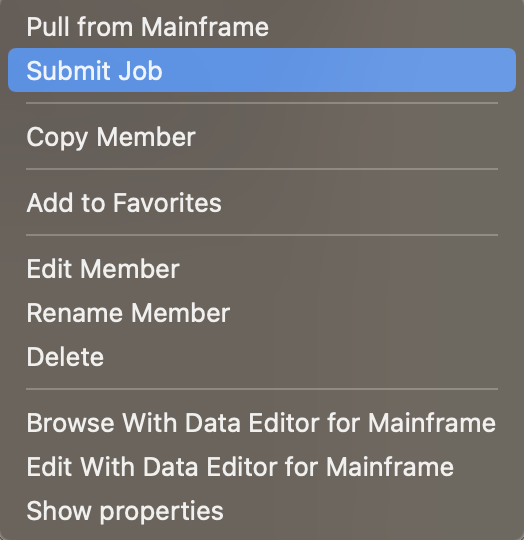 Pull from Mainframe
Submit Job
Copy Member
Add to Favorites
Edit Member
Rename Member
Delete
Browse With Data Editor for Mainframe
Edit With Data Editor for Mainframe
Show properties